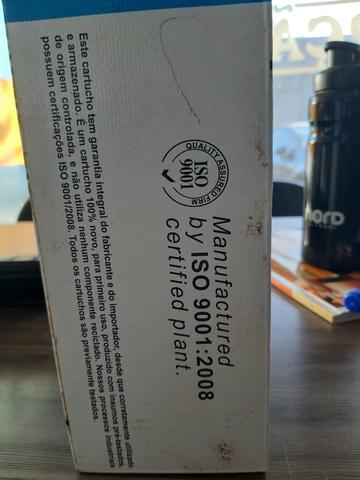 QUALITY ASSURED FIRM
ISO
9001
Manufactured
by ISO 9001:2008
certified plant.
Este cartucho tem garantia integral do fabricante e do importador, desde que corretamente utilizado
e armazenado. É um cartucho 100% novo, para primeiro uso, produzido com insumos pré-testados,
de origem controlada, e não utiliza nenhum componente reciclado. Nossos processos industriais
possuem certificações ISO 9001/2008. Todos os cartuchos são previamente testados.
nord